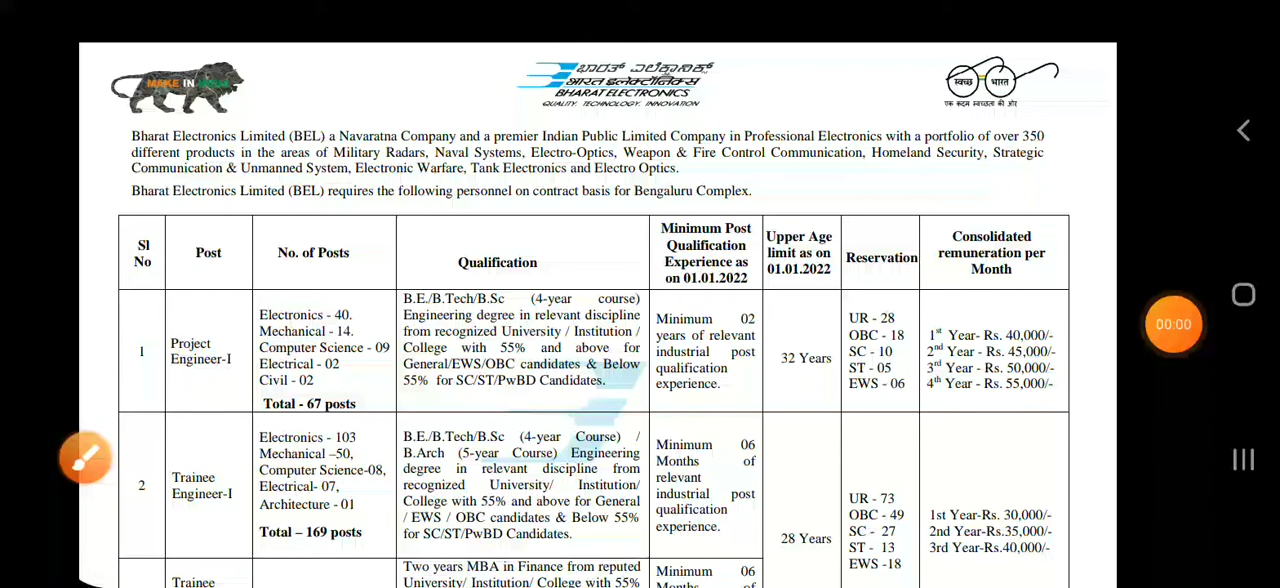 MAKE IN INDIA
ಭಾರತ್ ಎಲೆಕ್ಟ್ರಾನಿಕ್ಸ್
भारत इलेक्ट्रॉनिक्स
BHARAT ELECTRONICS
QUALITY. TECHNOLOGY. INNOVATION
स्वच्छ भारत
एक कदम स्वच्छता की ओर
Bharat Electronics Limited (BEL) a Navaratna Company and a premier Indian Public Limited Company in Professional Electronics with a portfolio of over 350
different products in the areas of Military Radars, Naval Systems, Electro-Optics, Weapon & Fire Control Communication, Homeland Security, Strategic
Communication & Unmanned System, Electronic Warfare, Tank Electronics and Electro Optics.
Bharat Electronics Limited (BEL) requires the following personnel on contract basis for Bengaluru Complex.
Sl
No
Post
No. of Posts
Qualification
Minimum Post
Qualification
Experience as
on 01.01.2022
Upper Age
limit as on
01.01.2022
Reservation
Consolidated
remuneration per
Month
1
Project
Engineer-I
Electronics - 40.
Mechanical - 14.
Computer Science - 09
Electrical - 02
Civil - 02
Total - 67 posts
B.E./B.Tech/B.Sc (4-year course)
Engineering degree in relevant discipline
from recognized University / Institution /
College with 55% and above for
General/EWS/OBC candidates & Below
55% for SC/ST/PwBD Candidates.
Minimum 02
years of relevant
industrial post
qualification
experience.
32 Years
UR - 28
OBC - 18
SC - 10
ST - 05
EWS - 06
1st Year- Rs. 40,000/-
2nd Year - Rs. 45,000/-
3rd Year - Rs. 50,000/-
4th Year - Rs. 55,000/-
00:00
2
Trainee
Engineer-I
Electronics - 103
Mechanical –50,
Computer Science-08,
Electrical- 07,
Architecture - 01
Total – 169 posts
B.E./B.Tech/B.Sc (4-year Course) /
B.Arch (5-year Course) Engineering
degree in relevant discipline from
recognized University/ Institution/
College with 55% and above for General
/ EWS / OBC candidates & Below 55%
for SC/ST/PwBD Candidates.
Minimum 06
Months of
relevant
industrial post
qualification
experience.
28 Years
UR - 73
OBC - 49
SC - 27
ST - 13
EWS -18
1st Year-Rs. 30,000/-
2nd Year-Rs.35,000/-
3rd Year-Rs.40,000/-
Trainee
Two years MBA in Finance from reputed
University/ Institution/ College with 55%
Minimum 06
Months of